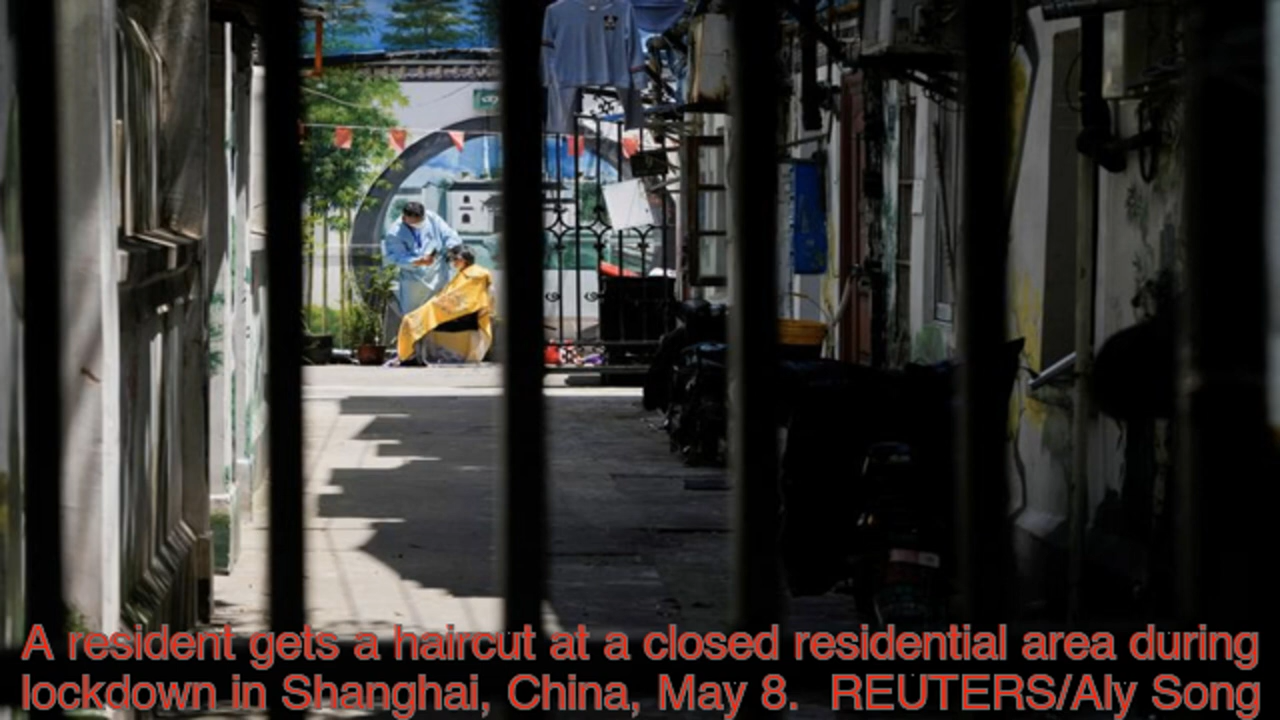 A resident gets a haircut at a closed residential area during
lockdown in Shanghai, China, May 8.  REUTERS/Aly Song